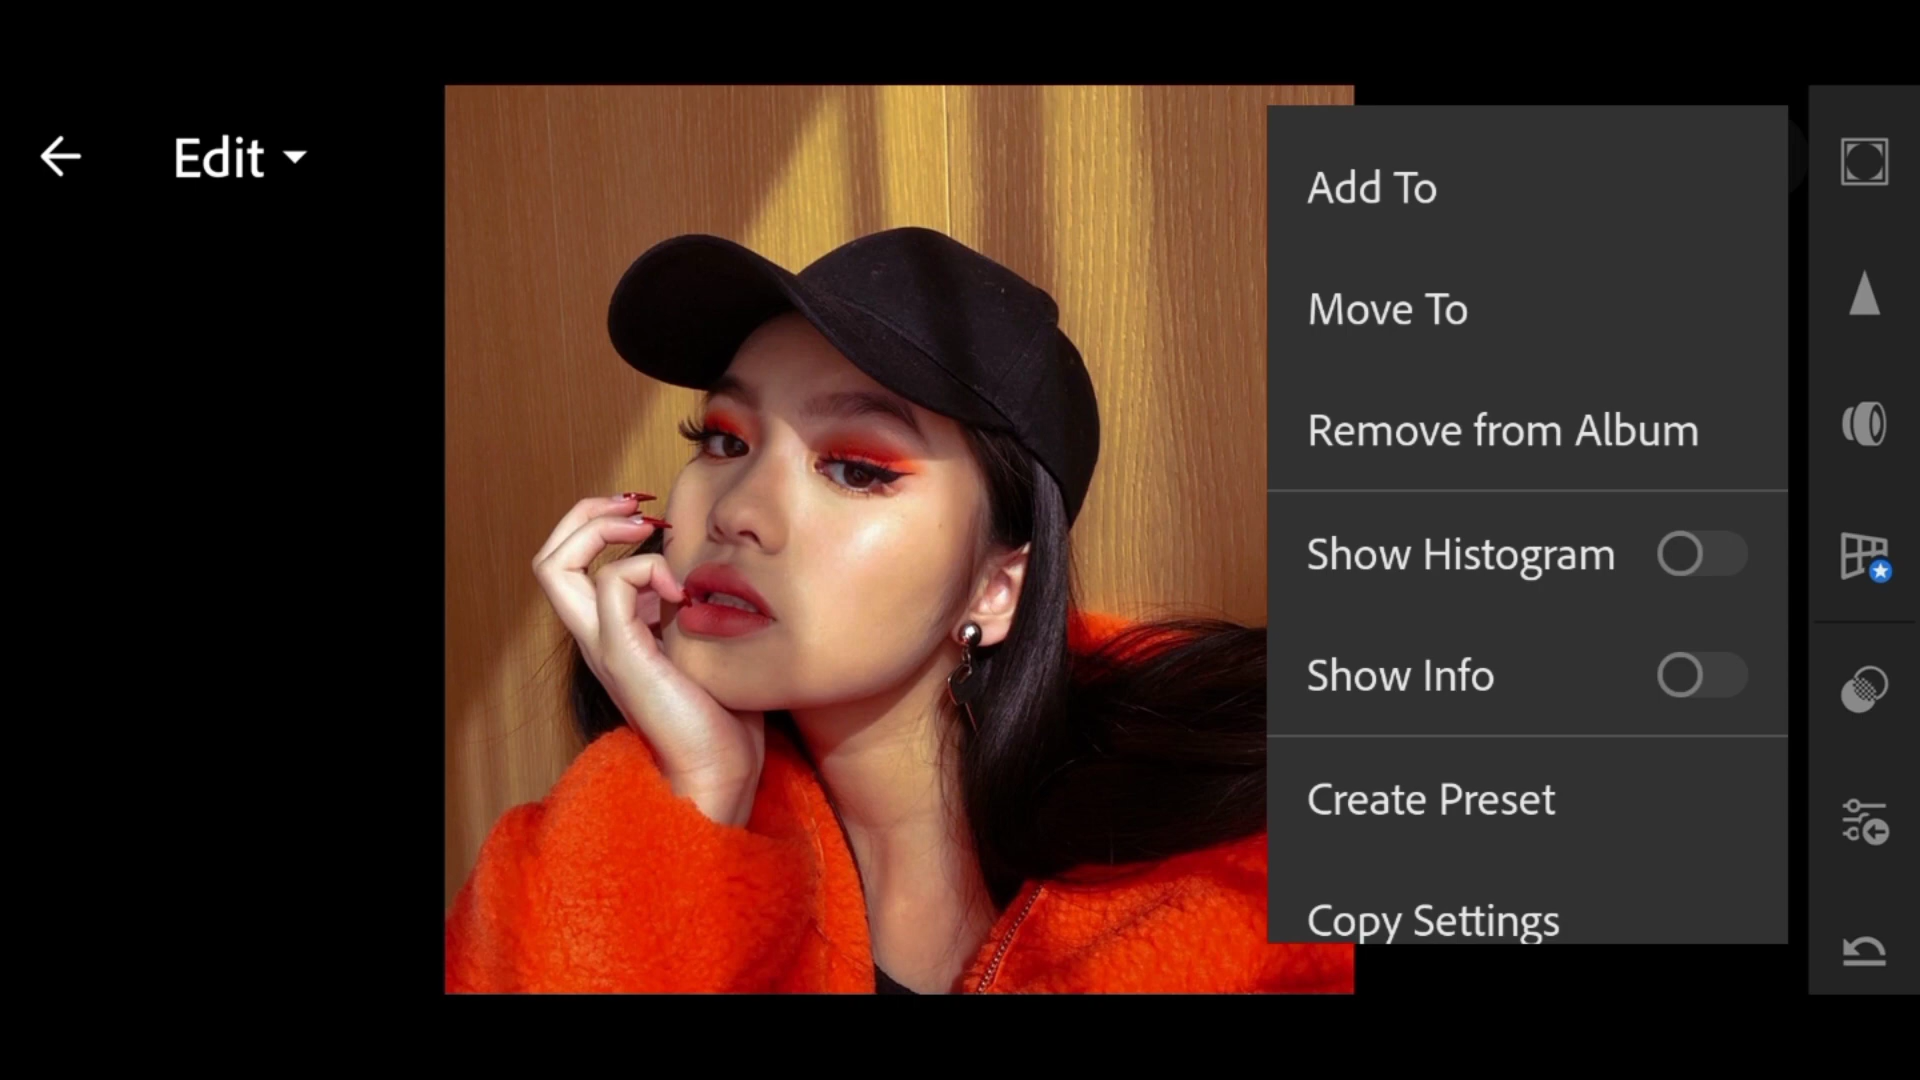 Edit
Add To
Move To
Remove from Album
Show Histogram
Show Info
Create Preset
Copy Settings